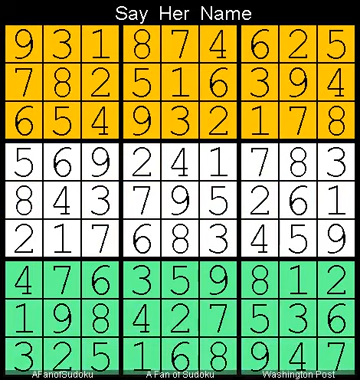 Say Her Name
9 3 1 8 7 4 6 2 5
7 8 2 5 1 6 3 9 4
6 5 4 9 3 2 1 7 8
5 6 9 2 4 1 7 8 3
8 4 3 7 9 5 2 6 1
2 1 7 6 8 3 4 5 9
4 7 6 3 5 9 8 1 2
1 9 8 4 2 7 5 3 6
3 2 5 1 6 8 9 4 7
AFanofSudoku A Fan of Sudoku Washington Post